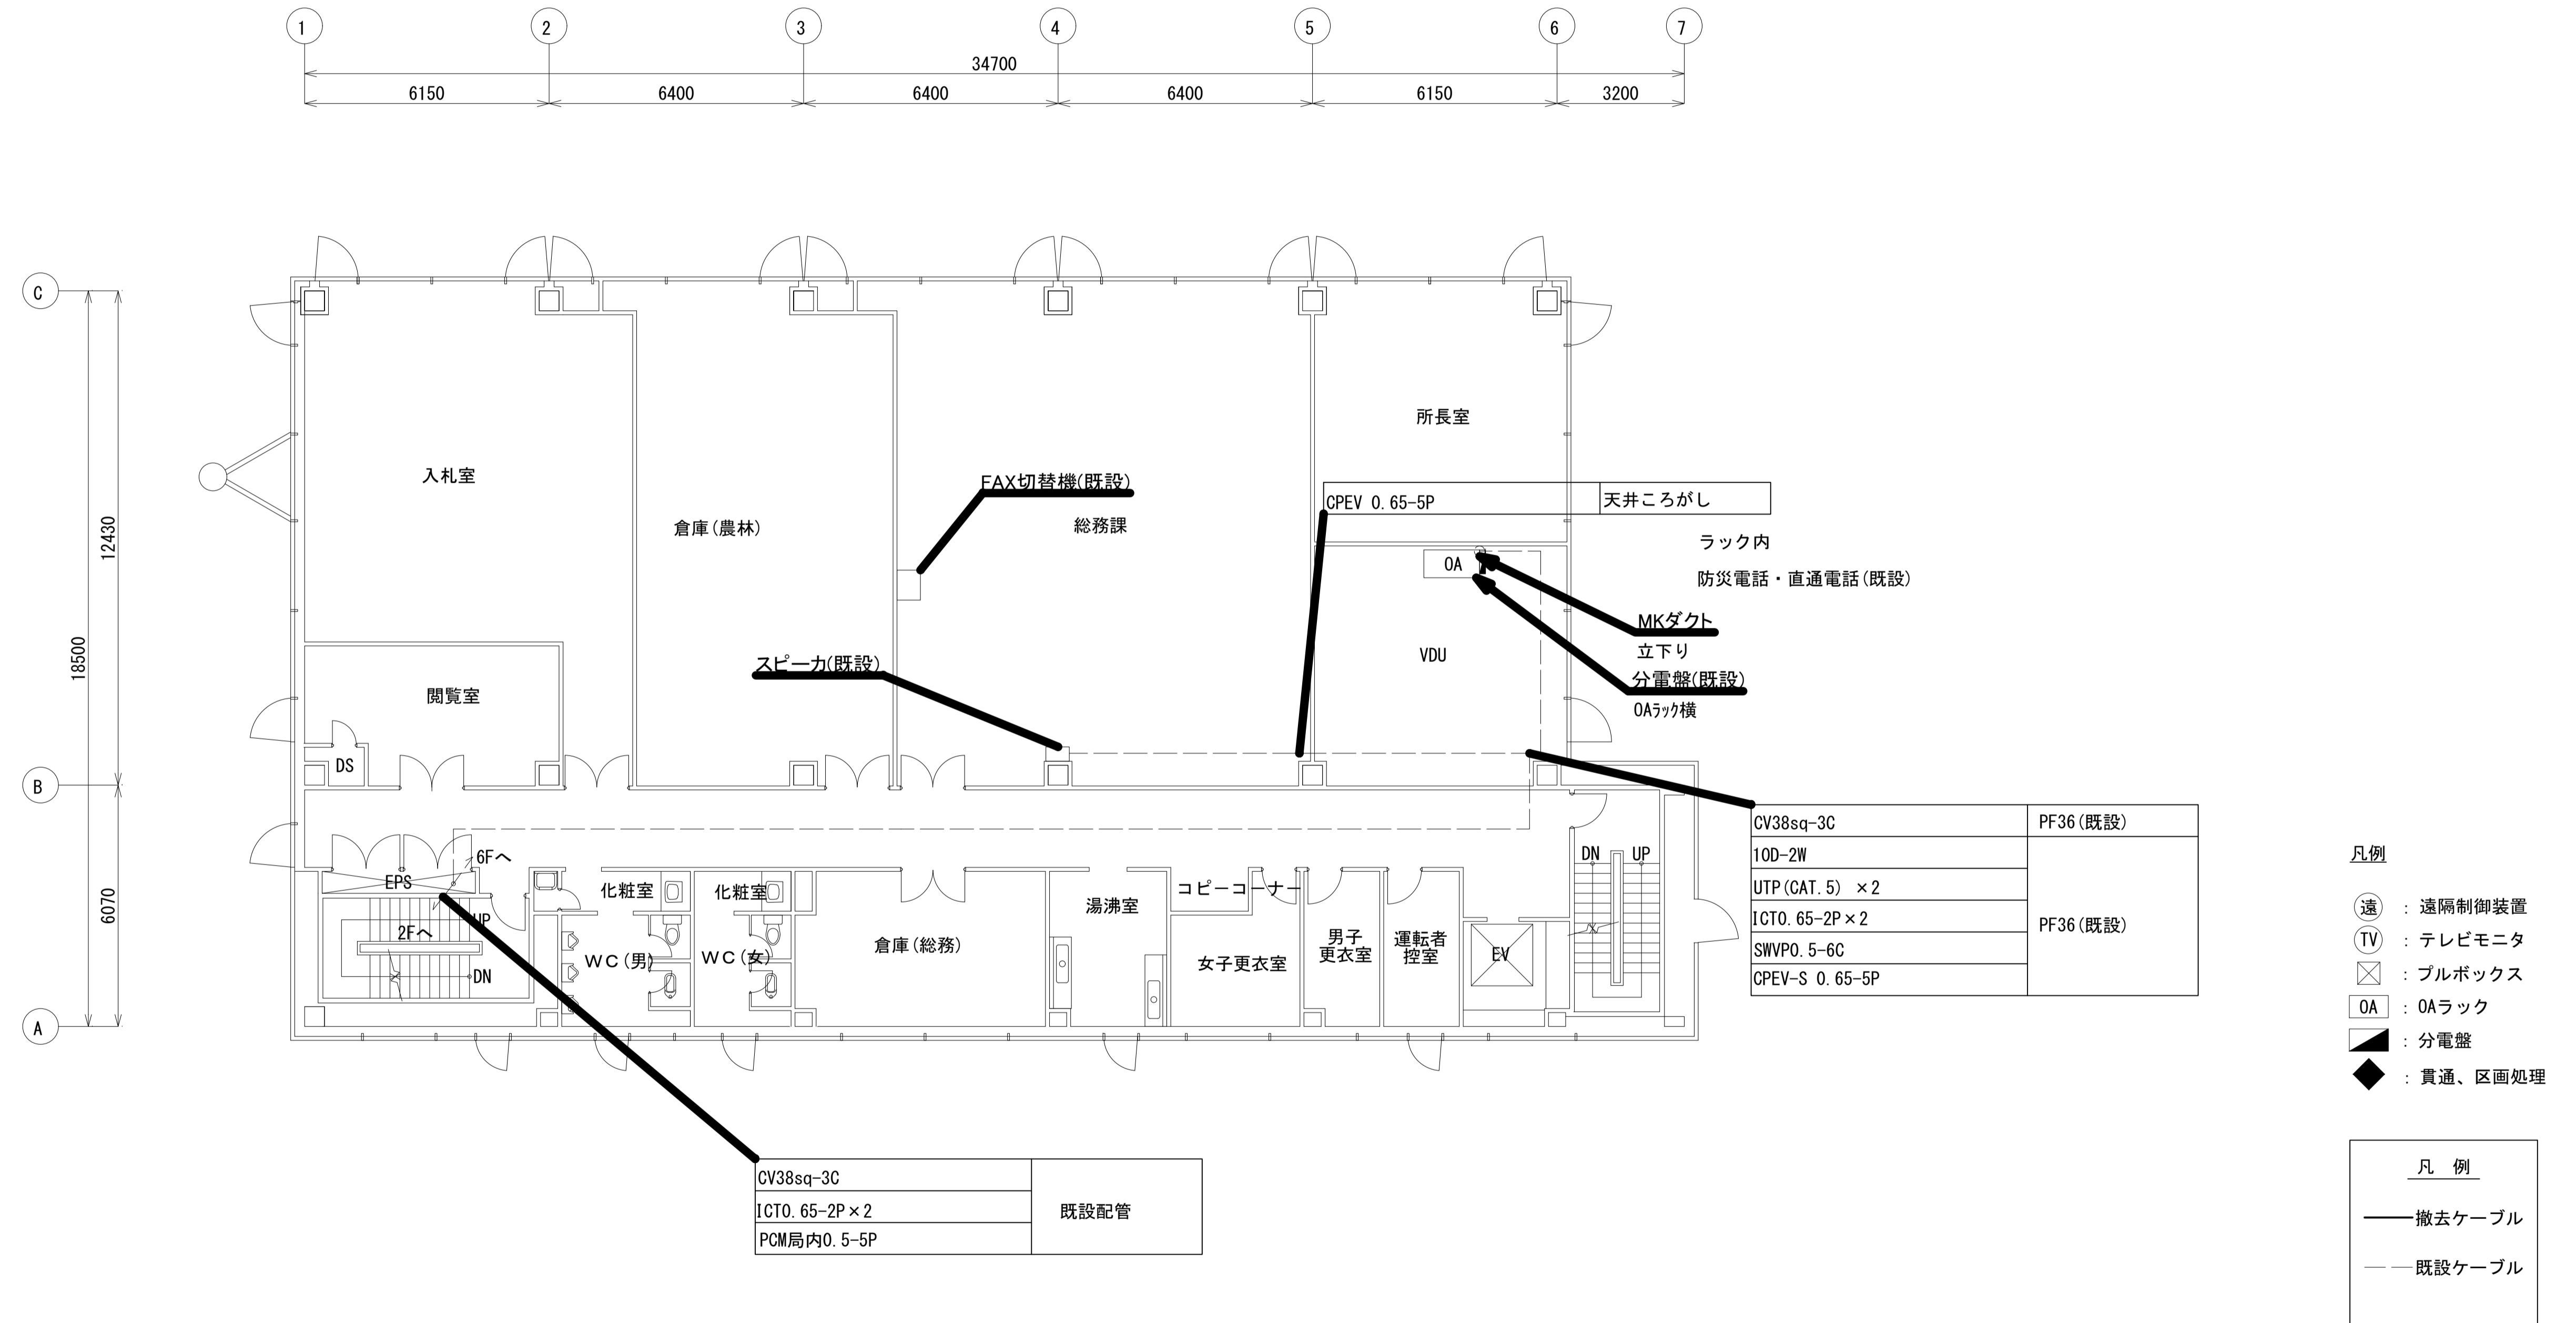 1
2
3
4
5
6
7
34700
6150
6400
6400
6400
6150
3200
C
B
A
18500
12430
6070
入札室
倉庫(農林)
FAX切替機(既設)
総務課
所長室
CPEV 0.65-5P
天井ころがし
ラック内
防災電話・直通電話(既設)
OA
MKダクト
立下り
分電盤(既設)
OAラック横
VDU
スピーカ(既設)
閲覧室
DS
6Fへ
EPS
UP
2Fへ
DN
化粧室
化粧室
WC(男)
WC(女)
倉庫(総務)
湯沸室
コピーコーナー
女子更衣室
男子
更衣室
運転者
控室
EV
DN
UP
CV38sq-3C
PF36(既設)
10D-2W
UTP(CAT.5) ×2
ICT0.65-2P×2
SWVP0.5-6C
CPEV-S 0.65-5P
PF36(既設)
CV38sq-3C
ICT0.65-2P×2
PCM局内0.5-5P
既設配管
凡例
遠 : 遠隔制御装置
TV : テレビモニタ
: プルボックス
OA : OAラック
: 分電盤
: 貫通、区画処理
凡 例
撤去ケーブル
既設ケーブル